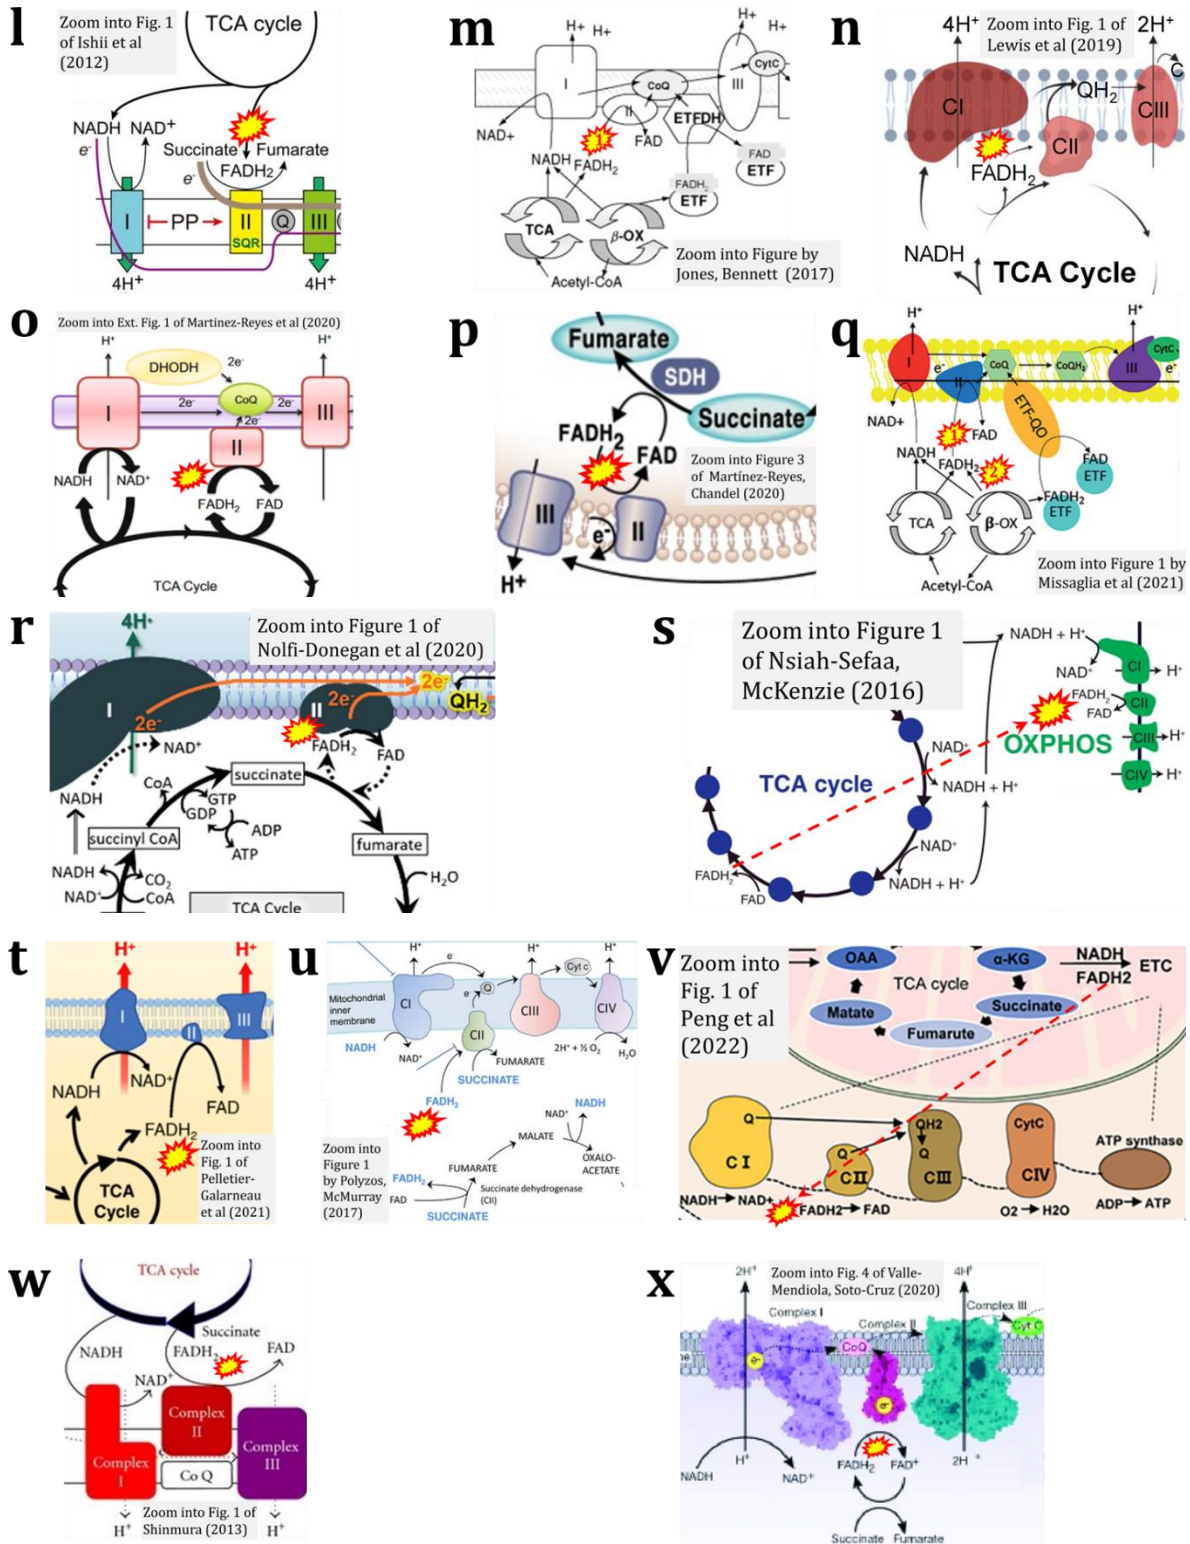 l
Zoom into Fig. 1
of Ishii et al
(2012)
TCA cycle
NADH NAD+
e-
Succinate Fumarate
FADH2
e-
I
PP
II
SQR
Q
III
4H+
4H+
m
H+ H+
H+
H+
I
CoQ
II
III
CytC
ETFDH
NAD+
1
FAD
NADH
FADH2
FAD
ETF
FADH2
ETF
TCA
β-OX
Acetyl-CoA
Zoom into Figure by
Jones, Bennett (2017)
n
4H+
Zoom into Fig. 1 of
Lewis et al (2019)
2H+
C
CI
QH2
CIII
CII
FADH2
NADH
TCA Cycle
o
Zoom into Ext. Fig. 1 of Martinez-Reyes et al (2020)
H+
H+
DHODH
2e-
I
CoQ
III
2e-
2e-
2e-
II
NADH
NAD+
FADH2
FAD
TCA Cycle
p
Fumarate
SDH
Succinate
FADH2
FAD
Zoom into Figure 3
of Martínez-Reyes,
Chandel (2020)
III
e-
II
H+
q
H+
H+
I
e-
II
CoQ
CoQH2
III
CytC
e-
NAD+
ETF-QO
1
FAD
NADH
FADH2
2
FAD
ETF
FADH2
ETF
TCA
β-OX
Acetyl-CoA
Zoom into Figure 1 by
Missaglia et al (2021)
r
4H+
Zoom into Figure 1 of
Nolfi-Donegan et al (2020)
I
2e-
II
2e-
2e-
QH2
NAD+
FADH2
FAD
NADH
CoA
succinate
GTP
GDP
ADP
ATP
succinyl CoA
fumarate
NADH
NAD+
CO2
CoA
H2O
TCA Cycle
s
Zoom into Figure 1
of Nsiah-Sefaa,
McKenzie (2016)
NADH + H+
NAD+
CI
H+
FADH2
FAD
CII
OXPHOS
CIII
H+
CIV
H+
NAD+
TCA cycle
NADH + H+
NAD+
NADH + H+
FADH2
FAD
t
H+
H+
I
II
III
NADH
NAD+
FAD
FADH2
TCA
Cycle
Zoom into
Fig. 1 of
Pelletier-
Galarneau
et al (2021)
u
H+
e-
H+
H+
Cyt c
Mitochondrial
inner
membrane
CI
e-
Q
CIII
CIV
CII
NADH
NAD+
FUMARATE
2H+ + ½ O2
H2O
SUCCINATE
FADH2
NADH
NAD+
MALATE
OXALO-
ACETATE
Zoom into
Figure 1
by Polyzos,
McMurray
(2017)
FADH2
FUMARATE
FAD
Succinate dehydrogenase
(CII)
SUCCINATE
v
Zoom into
Fig. 1 of
Peng et al
(2022)
OAA
α-KG
NADH
FADH2
ETC
TCA cycle
Matate
Succinate
Fumarute
Q
QH2
Q
CytC
Q
C I
CII
CIII
CIV
ATP synthase
NADH NAD+
FADH2 FAD
O2 H2O
ADP ATP
w
TCA cycle
Succinate
NADH
FADH2
FAD
NAD+
Complex
II
Complex
III
Complex
I
Co Q
H+
Zoom into Fig. 1 of
Shinmura (2013)
H+
x
2H+
Zoom into Fig. 4 of Valle-
Mendiola, Soto-Cruz (2020)
4H+
Complex I
Complex II
Complex III
Cyt C
CoQ
e-
e-
H+
NADH
NAD+
FADH2
FAD+
2H+
Succinate Fumarate